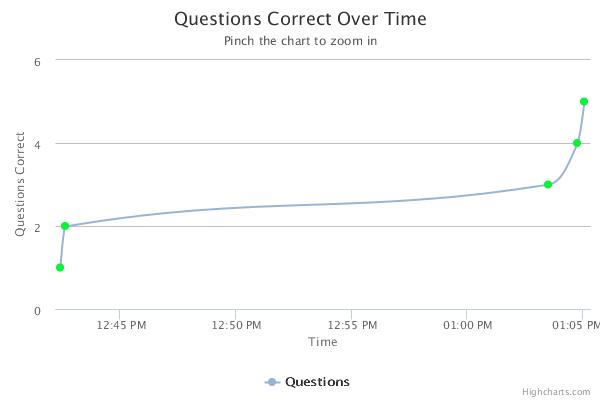 Questions Correct Over Time
Pinch the chart to zoom in
Questions Correct
6
4
2
0
12:45 PM
12:50 PM
12:55 PM
01:00 PM
01:05 PM
Time
Questions
Highcharts.com